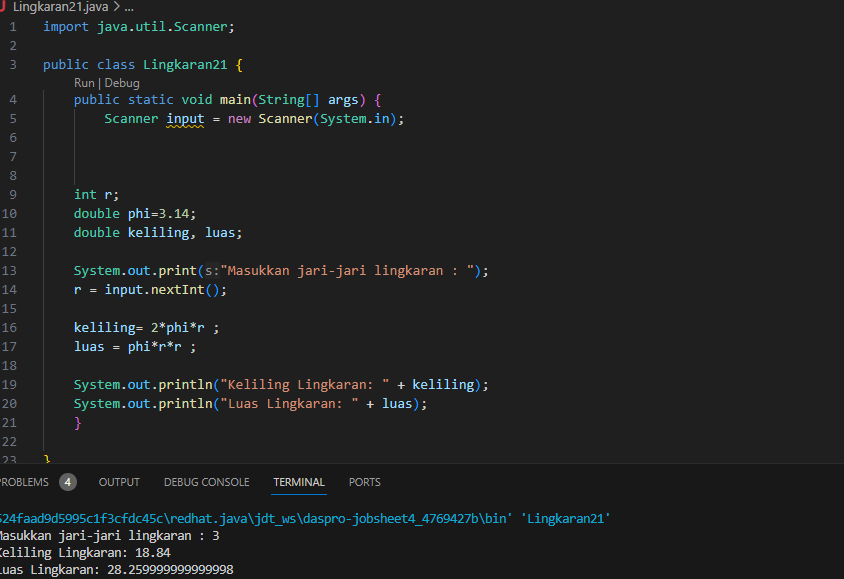 Lingkaran21.java > ...
1 import java.util.Scanner;
2
3 public class Lingkaran21 {
Run | Debug
4 public static void main(String[] args) {
5 Scanner input = new Scanner(System.in);
6
7
8
9 int r;
10 double phi=3.14;
11 double keliling, luas;
12
13 System.out.print(s:"Masukkan jari-jari lingkaran : ");
14 r = input.nextInt();
15
16 keliling= 2*phi*r ;
17 luas = phi*r*r ;
18
19 System.out.println("Keliling Lingkaran: " + keliling);
20 System.out.println("Luas Lingkaran: " + luas);
21 }
22
23 }
PROBLEMS 4 OUTPUT DEBUG CONSOLE TERMINAL PORTS
524faad9d5995c1f3cfdc45c\redhat.java\jdt_ws\daspro-jobsheet4_4769427b\bin' 'Lingkaran21'
Masukkan jari-jari lingkaran : 3
Keliling Lingkaran: 18.84
Luas Lingkaran: 28.259999999999998